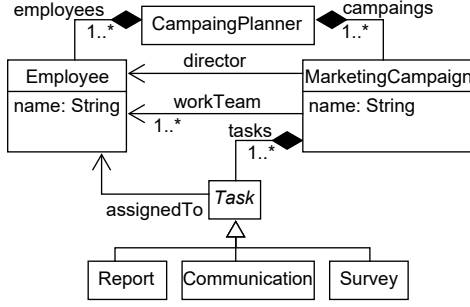 employees
CampaingPlanner
campaings
1..*
1..*
Employee
director
MarketingCampaign
name: String
workTeam
name: String
1..*
tasks
1..*
assignedTo
Task
Report
Communication
Survey